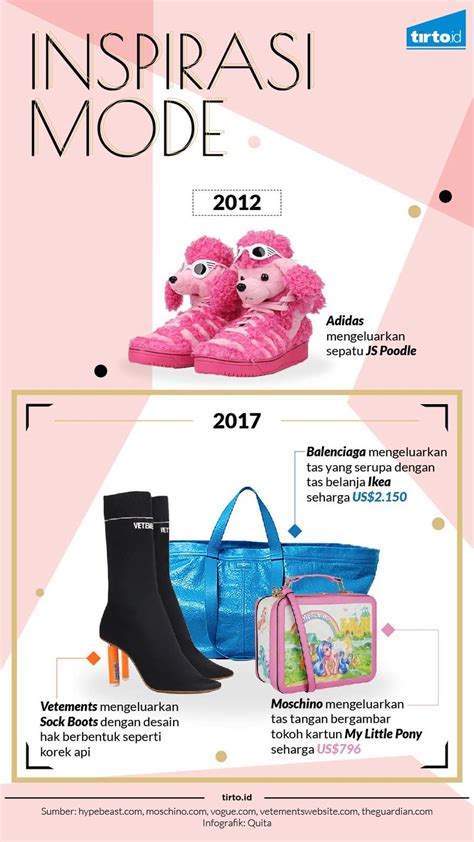 tirto.id
INSPIRASI
MODE
2012
Adidas
mengeluarkan
sepatu JS Poodle
2017
Balenciaga mengeluarkan
tas yang serupa dengan
tas belanja Ikea
seharga US$2.150
VETEME
Vetements mengeluarkan
Sock Boots dengan desain
hak berbentuk seperti
korek api
Moschino mengeluarkan
tas tangan bergambar
tokoh kartun My Little Pony
seharga US$796
tirto.id
Sumber: hypebeast.com, moschino.com, vogue.com, vetementswebsite.com, theguardian.com
Infografik: Quita